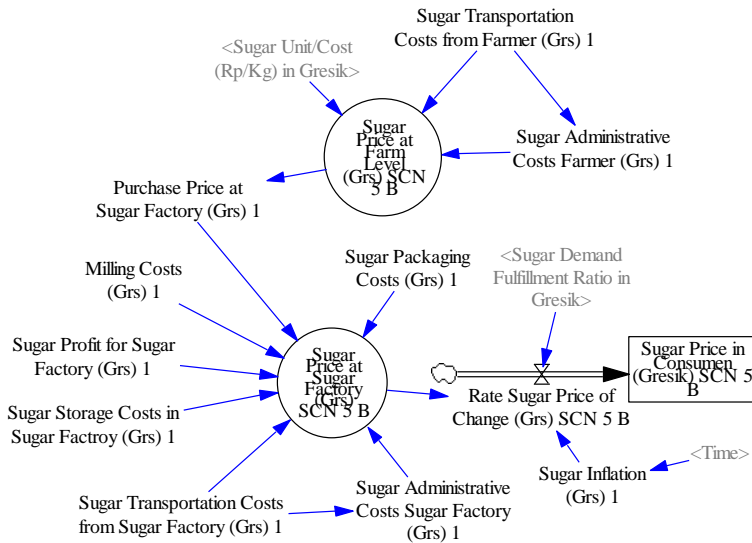 Sugar Transportation
Costs from Farmer (Grs) 1
<Sugar Unit/Cost
(Rp/Kg) in Gresik>
Sugar
Price at
Farm
Level
(Grs) SCN
5 B
Sugar Administrative
Costs Farmer (Grs) 1
Purchase Price at
Sugar Factory (Grs) 1
Sugar Packaging
Costs (Grs) 1
<Sugar Demand
Fulfillment Ratio in
Gresik>
Milling Costs
(Grs) 1
Sugar Profit for Sugar
Factory (Grs) 1
Sugar
Price at
Sugar
Factory
(Grs)
SCN 5 B
Sugar Price in
Consumen
(Gresik) SCN 5
B
Rate Sugar Price of
Change (Grs) SCN 5 B
Sugar Storage Costs in
Sugar Factroy (Grs) 1
<Time>
Sugar Inflation
(Grs) 1
Sugar Transportation Costs
from Sugar Factory (Grs) 1
Sugar Administrative
Costs Sugar Factory
(Grs) 1